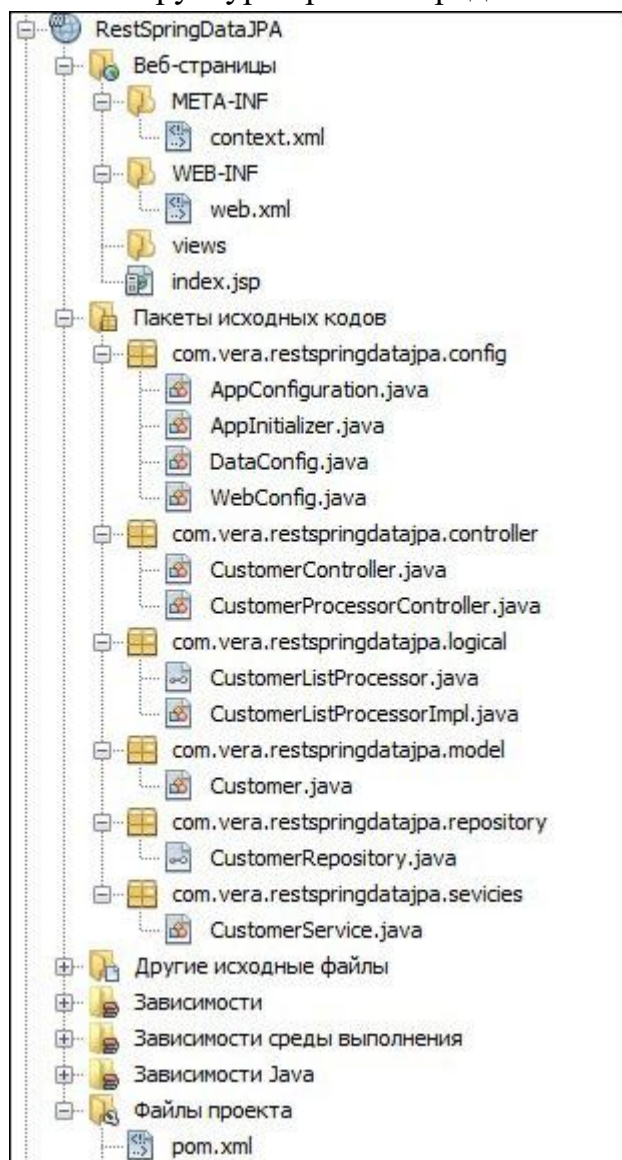 RestSpringDataJPA
Веб-страницы
META-INF
context.xml
WEB-INF
web.xml
views
index.jsp
Пакеты исходных кодов
com.vera.restspringdatajpa.config
AppConfiguration.java
AppInitializer.java
DataConfig.java
WebConfig.java
com.vera.restspringdatajpa.controller
CustomerController.java
CustomerProcessorController.java
com.vera.restspringdatajpa.logical
CustomerListProcessor.java
CustomerListProcessorImpl.java
com.vera.restspringdatajpa.model
Customer.java
com.vera.restspringdatajpa.repository
CustomerRepository.java
com.vera.restspringdatajpa.sevicies
CustomerService.java
Другие исходные файлы
Зависимости
Зависимости среды выполнения
Зависимости Java
Файлы проекта
pom.xml